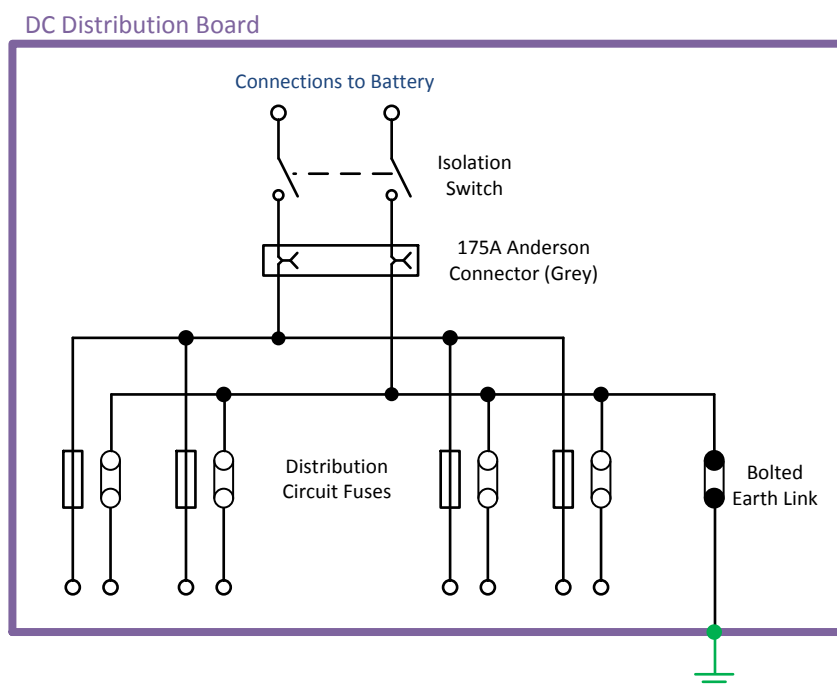 DC Distribution Board
Connections to Battery
Isolation
Switch
175A Anderson
Connector (Grey)
Distribution
Circuit Fuses
Bolted
Earth Link